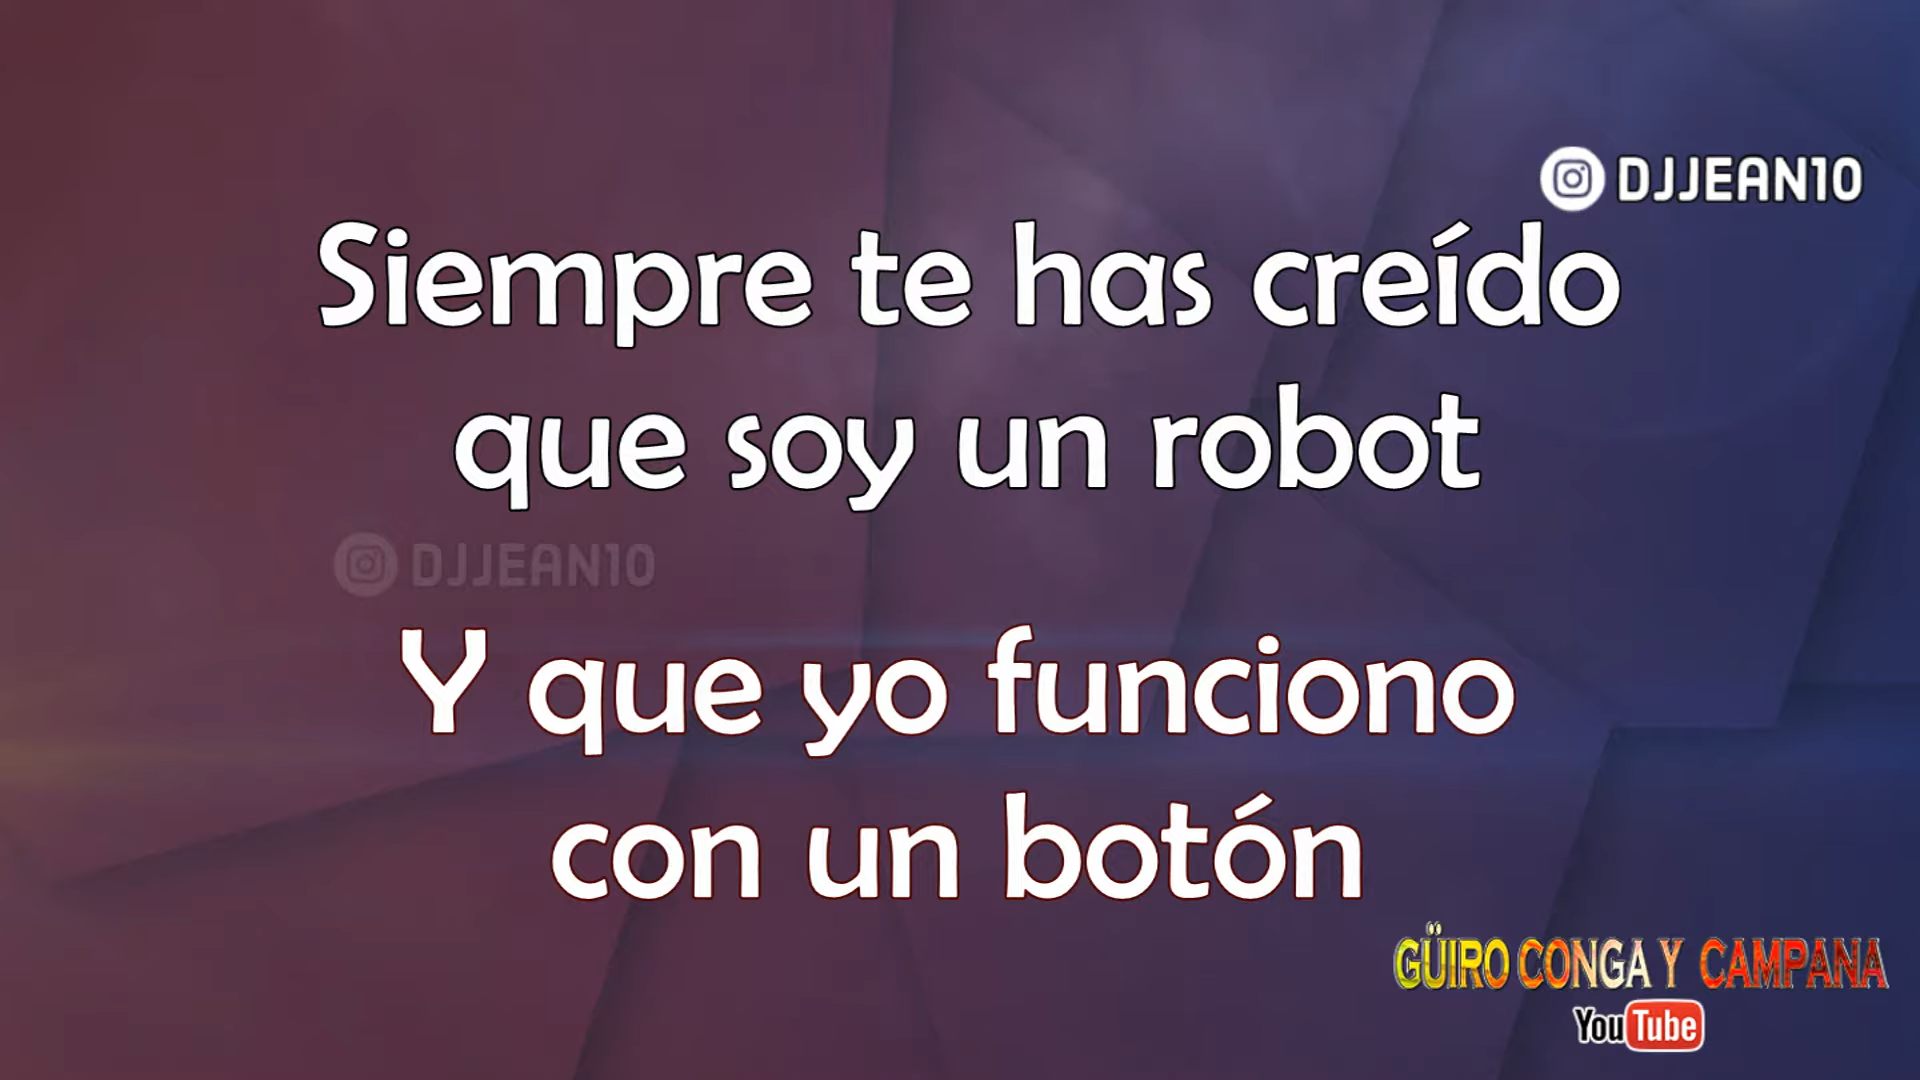 DJJEAN10
Siempre te has creído
que soy un robot
DJJEAN10
Y que yo funciono
con un botón
GÜIRO CONGA Y CAMPANA
YouTube